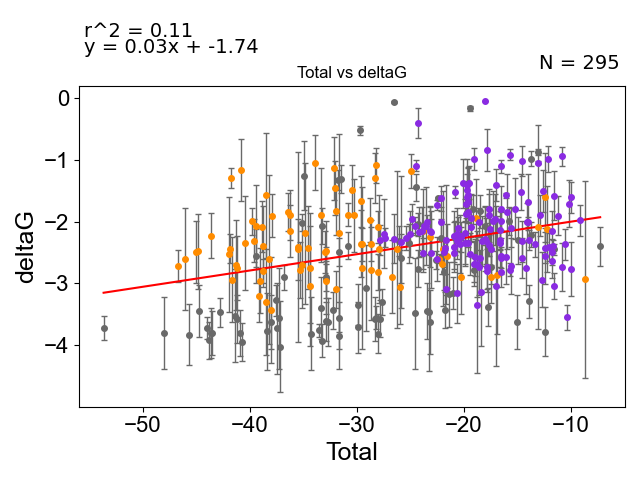 r^2 = 0.11
y = 0.03x + -1.74
N = 295
Total vs deltaG
deltaG
0
−1
−2
−3
−4
−50
−40
−30
−20
−10
Total